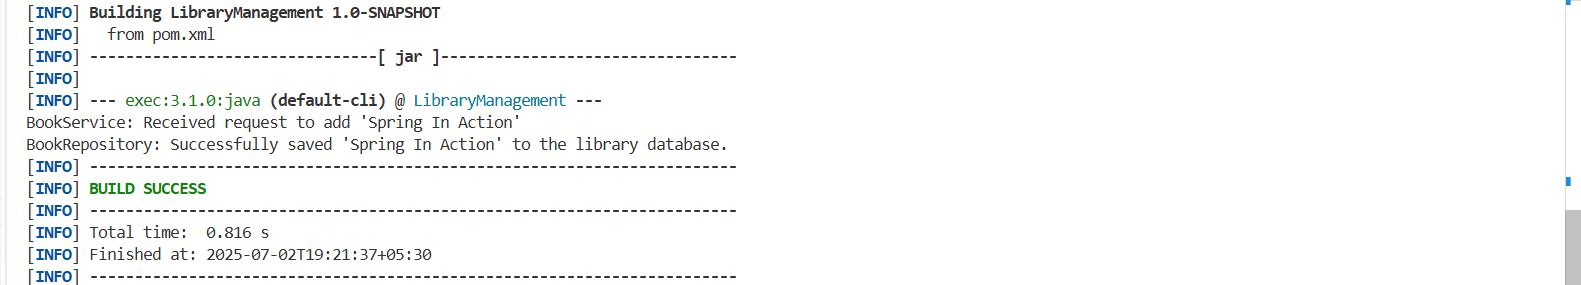 [INFO] Building LibraryManagement 1.0-SNAPSHOT
[INFO]   from pom.xml
[INFO] --------------------------------[ jar ]---------------------------------
[INFO]
[INFO] --- exec:3.1.0:java (default-cli) @ LibraryManagement ---
BookService: Received request to add 'Spring In Action'
BookRepository: Successfully saved 'Spring In Action' to the library database.
[INFO] ------------------------------------------------------------------------
[INFO] BUILD SUCCESS
[INFO] ------------------------------------------------------------------------
[INFO] Total time:  0.816 s
[INFO] Finished at: 2025-07-02T19:21:37+05:30
[INFO] ------------------------------------------------------------------------